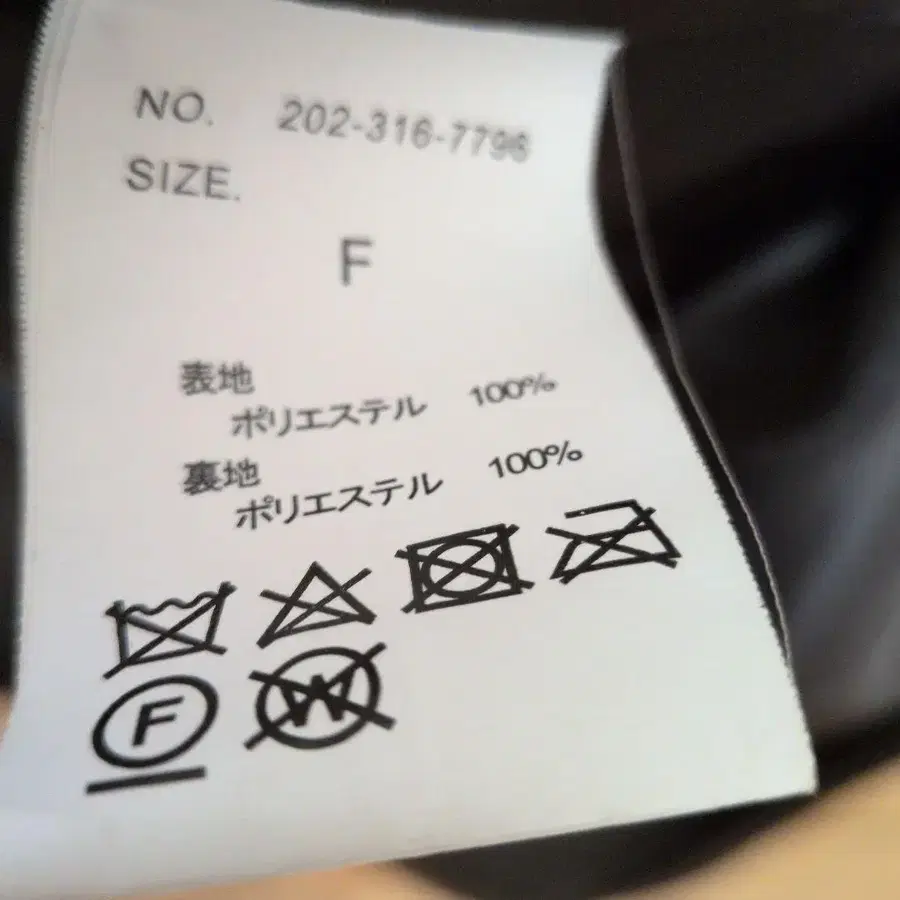 NO. 202-316-7796
SIZE.
F
表地
ポリエステル 100%
裏地
ポリエステル 100%
F W